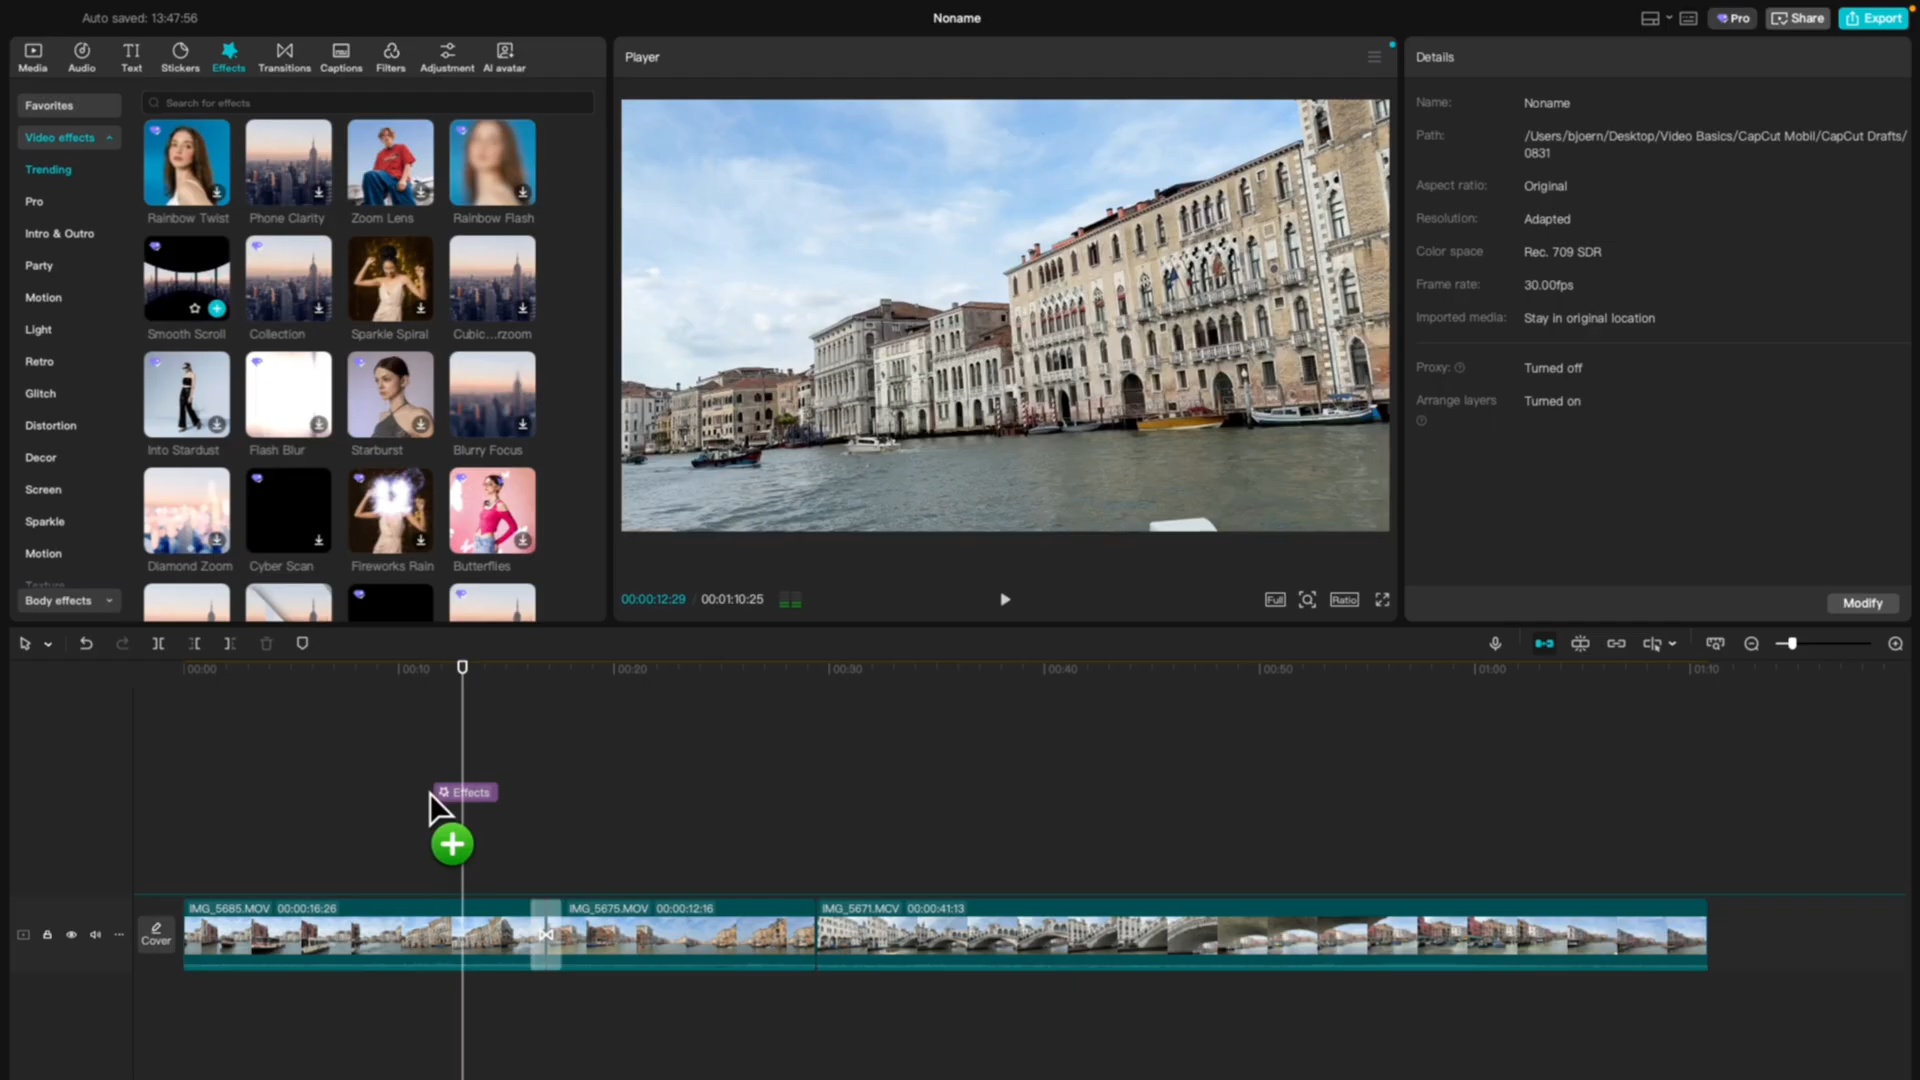 Auto saved: 13:47:56
Noname
Pro
Share
Export
Media
Audio
Text
Stickers
Effects
Transitions
Captions
Filters
Adjustment
AI avatar
Favorites
Video effects
Trending
Pro
Intro & Outro
Party
Motion
Light
Retro
Glitch
Distortion
Decor
Screen
Sparkle
Motion
Texture
Body effects
Search for effects
Rainbow Twist
Phone Clarity
Zoom Lens
Rainbow Flash
Smooth Scroll
Collection
Sparkle Spiral
Cubic...rzoom
Into Stardust
Flash Blur
Starburst
Blurry Focus
Diamond Zoom
Cyber Scan
Fireworks Rain
Butterflies
Player
00:00:12:29 / 00:01:10:25
Full
Ratio
Details
Name: Noname
Path: /Users/bjoern/Desktop/Video Basics/CapCut Mobil/CapCut Drafts/
0831
Aspect ratio: Original
Resolution: Adapted
Color space Rec. 709 SDR
Frame rate: 30.00fps
Imported media: Stay in original location
Proxy: Turned off
Arrange layers Turned on
Modify
00:00
00:10
00:20
00:30
00:40
00:50
01:00
01:10
Effects
Cover
IMG_5685.MOV 00:00:16:26
IMG_5675.MOV 00:00:12:16
IMG_5671.MOV 00:00:41:13